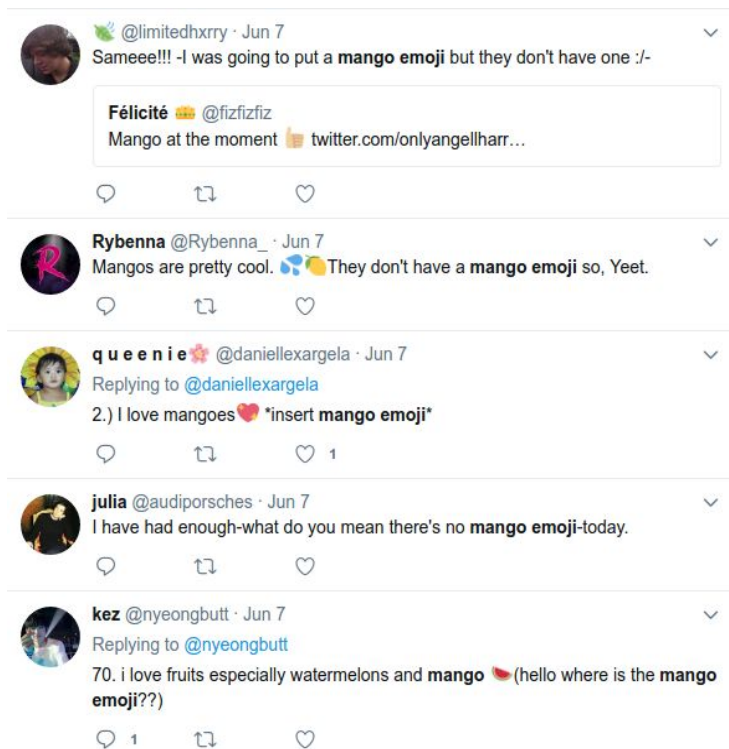 🍃 @limitedhxrry · Jun 7
Sameee!!! -I was going to put a mango emoji but they don't have one :/-
Félicité 👑 @fizfizfiz
Mango at the moment 👍🏼 twitter.com/onlyangellharr…
Rybenna @Rybenna_ · Jun 7
Mangos are pretty cool. 💦🍋They don't have a mango emoji so, Yeet.
q u e e n i e🌸 @daniellexargela · Jun 7
Replying to @daniellexargela
2.) I love mangoes💖 *insert mango emoji*
1
julia @audiporsches · Jun 7
I have had enough-what do you mean there's no mango emoji-today.
kez @nyeongbutt · Jun 7
Replying to @nyeongbutt
70. i love fruits especially watermelons and mango 🍉(hello where is the mango
emoji??)
1